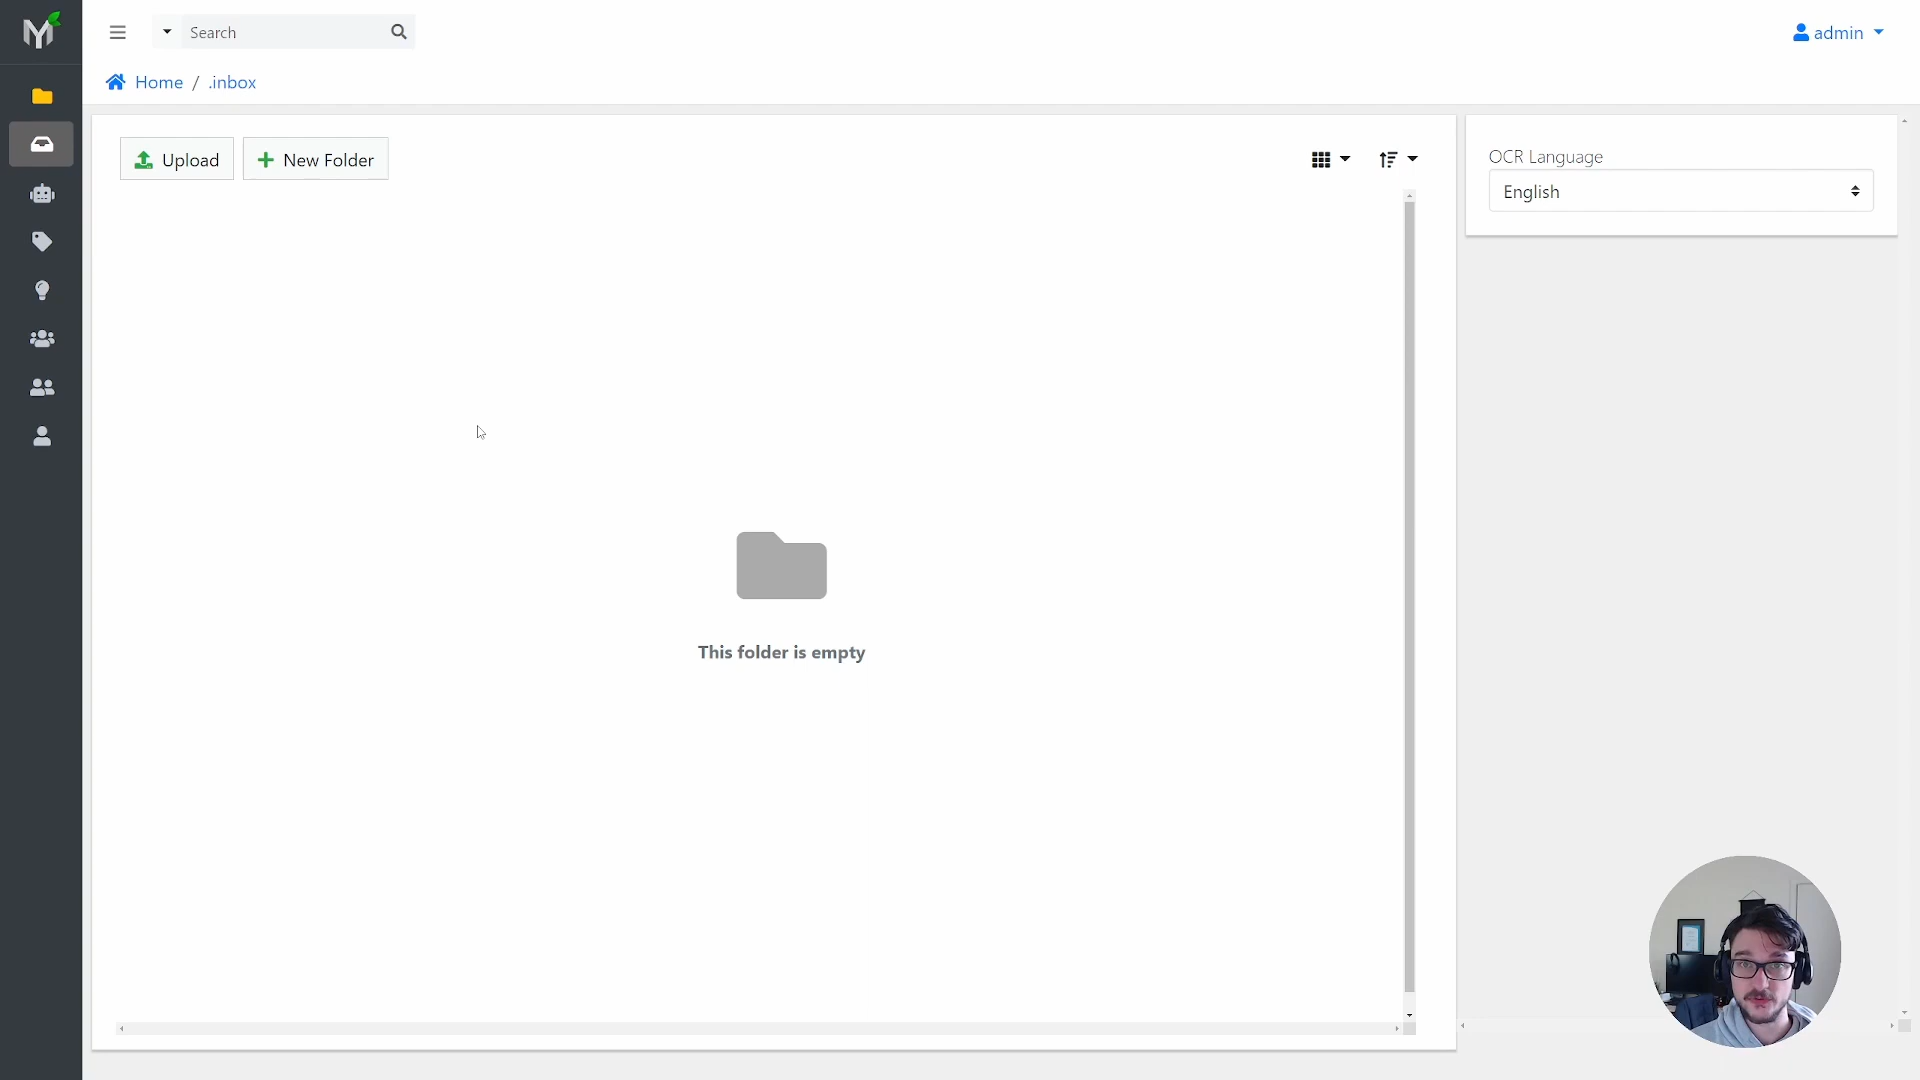 Search
admin
Home / .inbox
Upload
New Folder
OCR Language
English
This folder is empty